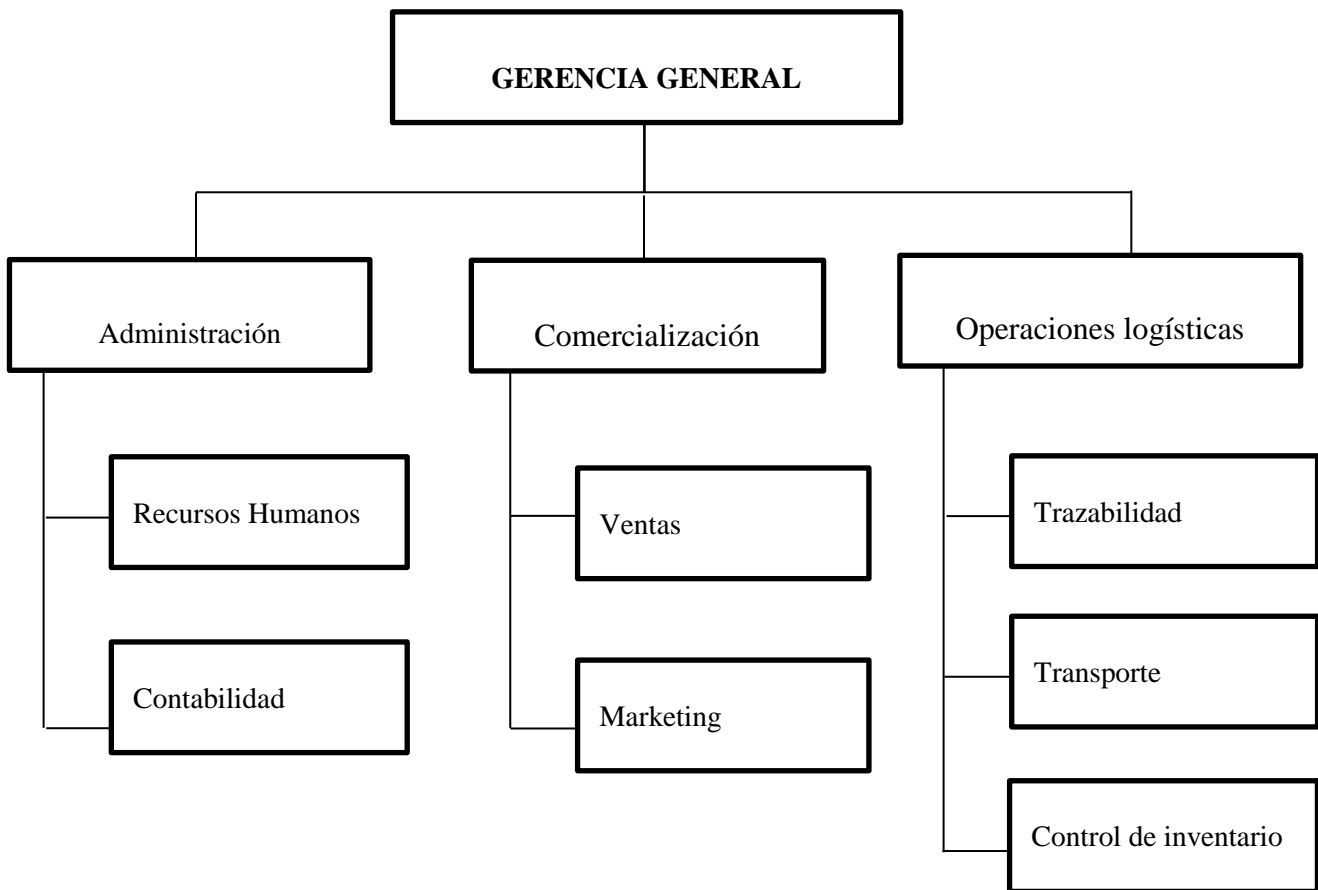 GERENCIA GENERAL
Administración
Comercialización
Operaciones logísticas
Recursos Humanos
Ventas
Trazabilidad
Contabilidad
Marketing
Transporte
Control de inventario